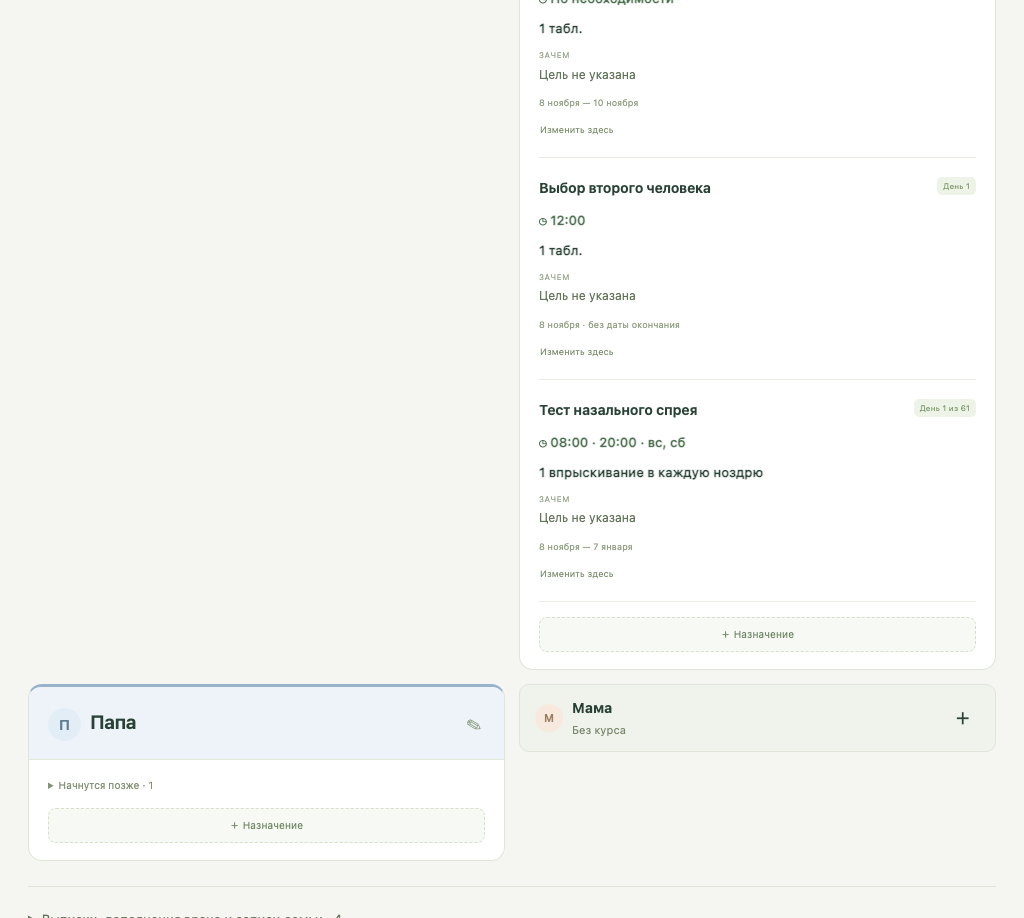 По необходимости
1 табл.
ЗАЧЕМ
Цель не указана
8 ноября — 10 ноября
Изменить здесь
Выбор второго человека
День 1
12:00
1 табл.
ЗАЧЕМ
Цель не указана
8 ноября · без даты окончания
Изменить здесь
Тест назального спрея
День 1 из 61
08:00 · 20:00 · вс, сб
1 впрыскивание в каждую ноздрю
ЗАЧЕМ
Цель не указана
8 ноября — 7 января
Изменить здесь
+ Назначение
П
Папа
Начнутся позже · 1
+ Назначение
М
Мама
Без курса
+